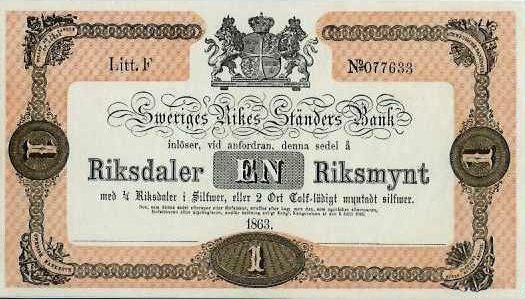 Litt. F
№077633
Sweriges Rikes Ständers Bank
inlöser, vid anfordran, denna sedel å
Riksdaler EN Riksmynt
med ¼ Riksdaler i Silfwer, eller 2 Ort Tolf-lödigt myntadt silfwer.
1863.
1
1
1